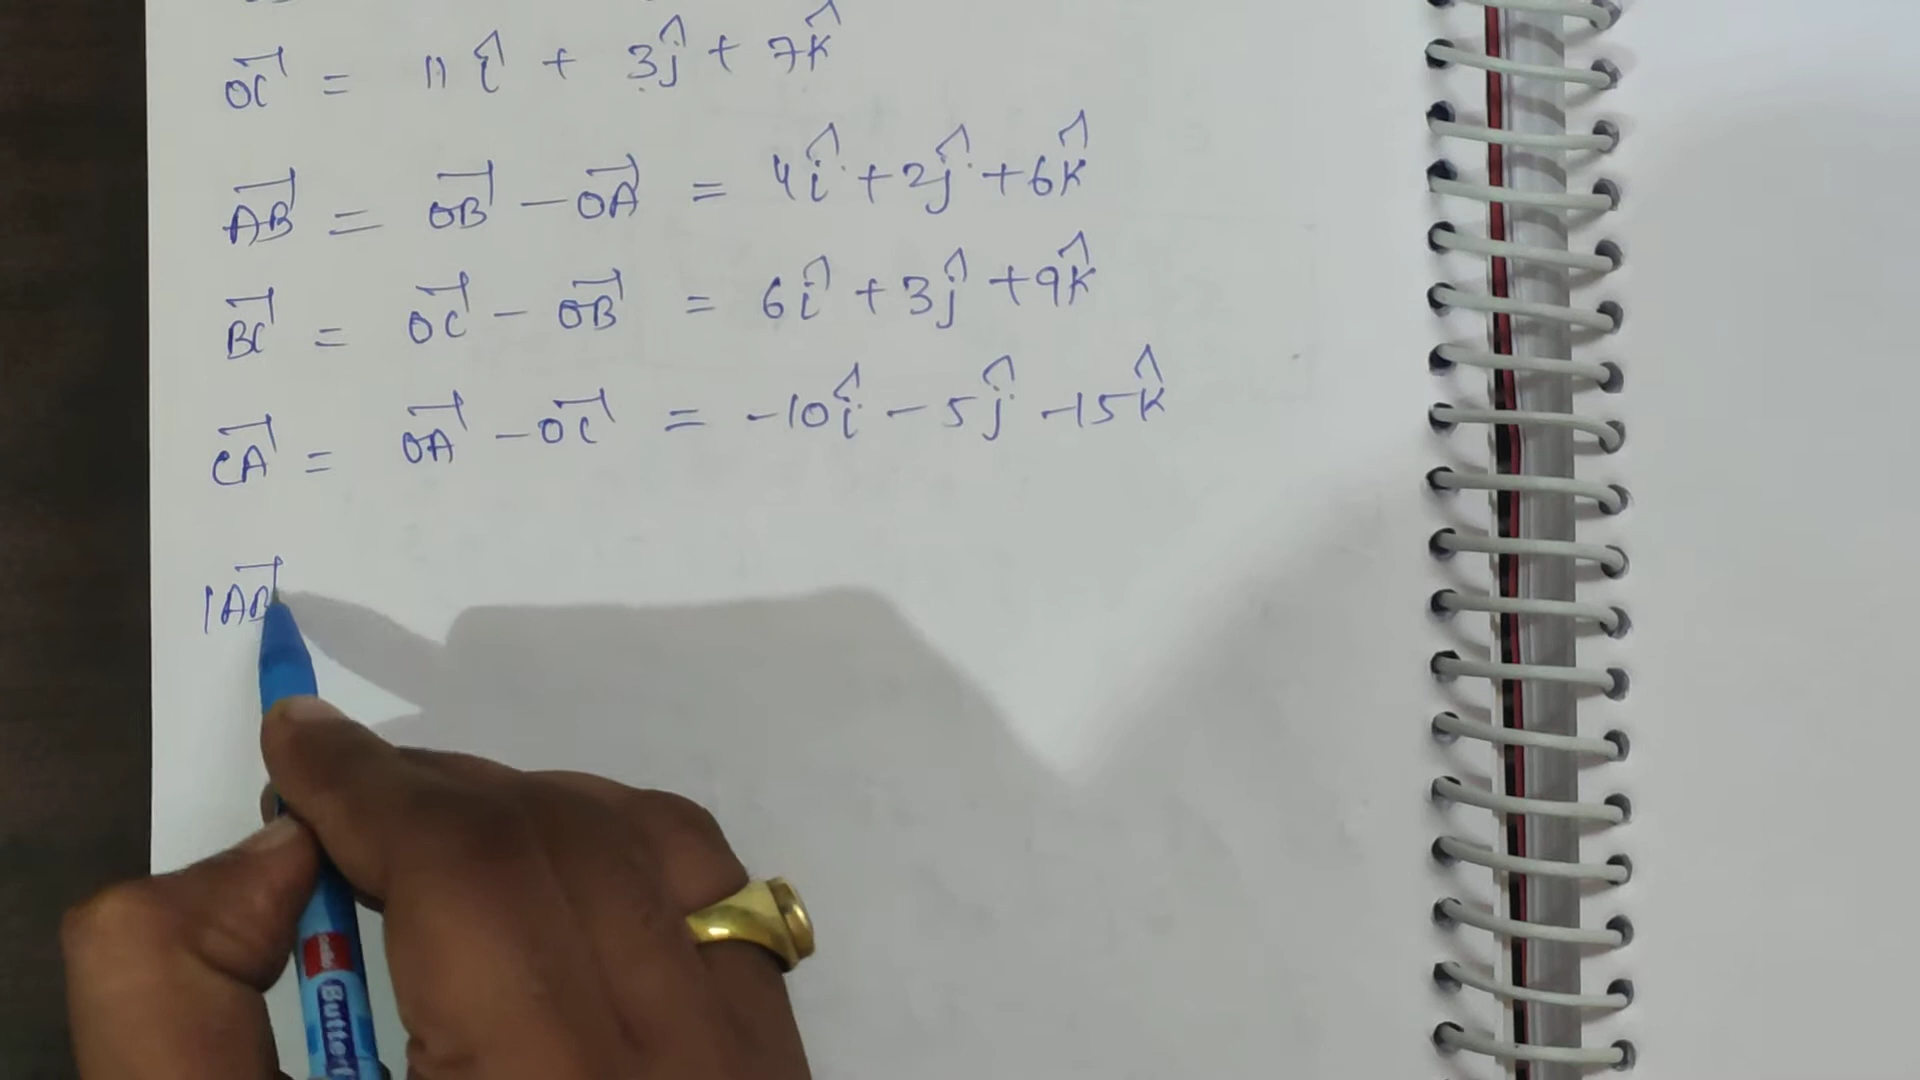 OC⃗ = 11î + 3ĵ + 7k̂
AB⃗ = OB⃗ - OA⃗ = 4î + 2ĵ + 6k̂
BC⃗ = OC⃗ - OB⃗ = 6î + 3ĵ + 9k̂
CA⃗ = OA⃗ - OC⃗ = -10î - 5ĵ - 15k̂
|AB⃗
Butter